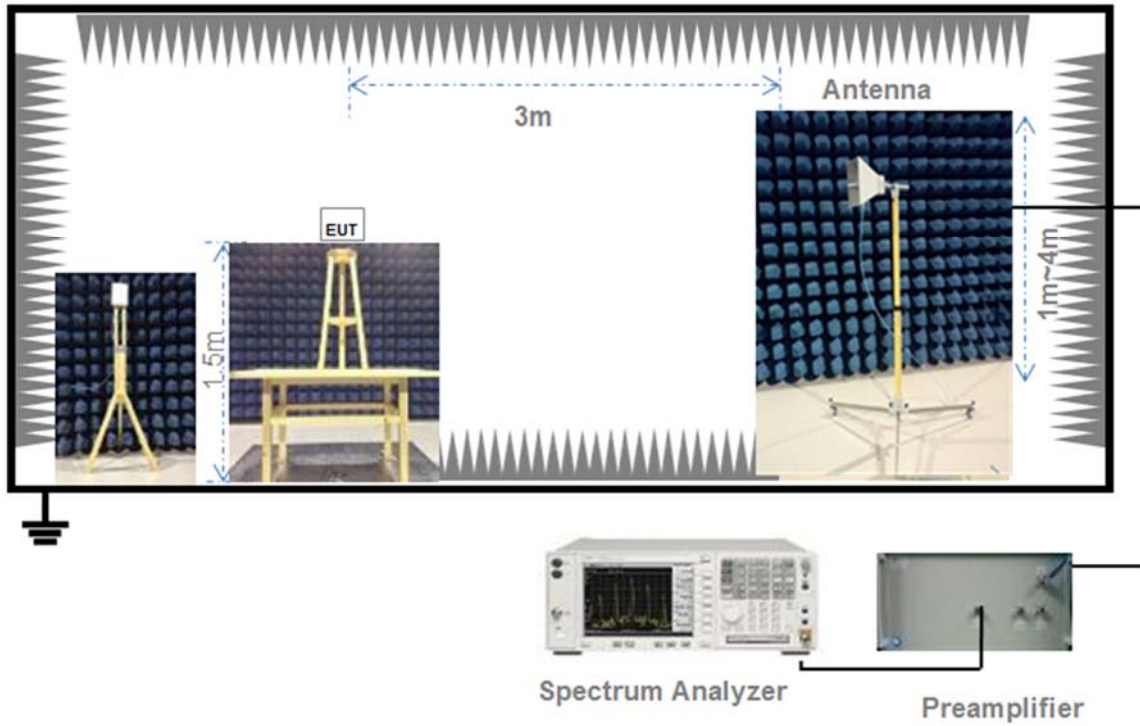 Antenna
3m
EUT
1.5m
1m~4m
Spectrum Analyzer
Preamplifier